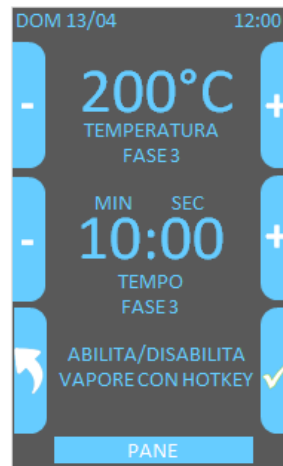 DOM 13/04 12:00
- 200°C +
TEMPERATURA
FASE 3
MIN SEC
- 10:00 +
TEMPO
FASE 3
ABILITA/DISABILITA
VAPORE CON HOTKEY
PANE